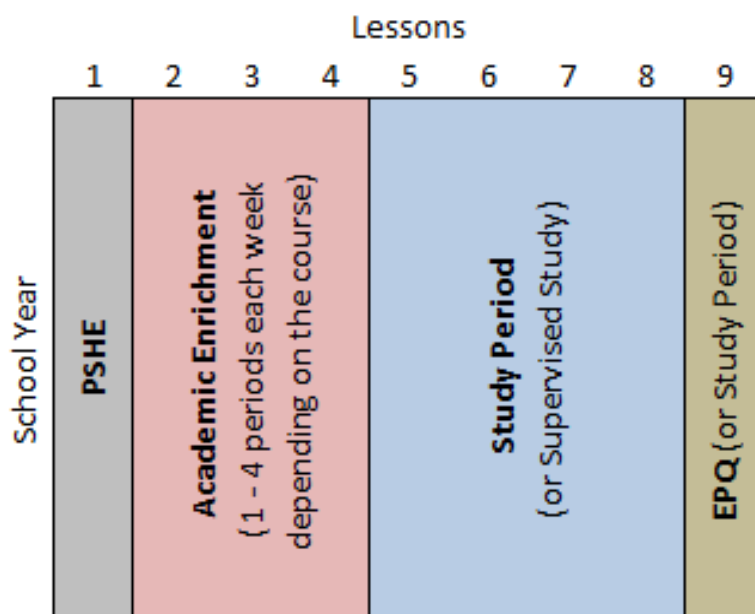 Lessons
1 2 3 4 5 6 7 8 9
School Year
PSHE
Academic Enrichment
(1 - 4 periods each week
depending on the course)
Study Period
(or Supervised Study)
EPQ (or Study Period)